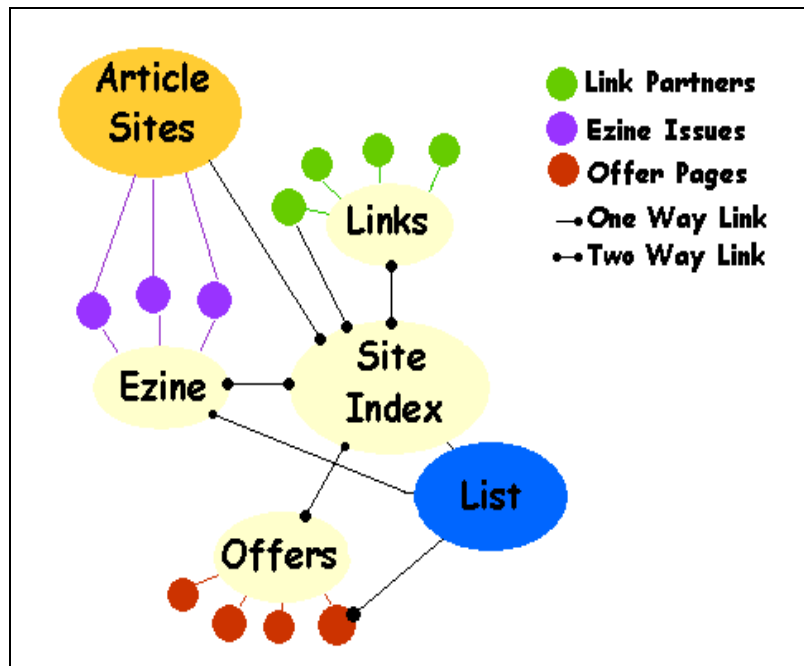 Article
Sites
Link Partners
Ezine Issues
Offer Pages
One Way Link
Two Way Link
Links
Site
Index
Ezine
List
Offers